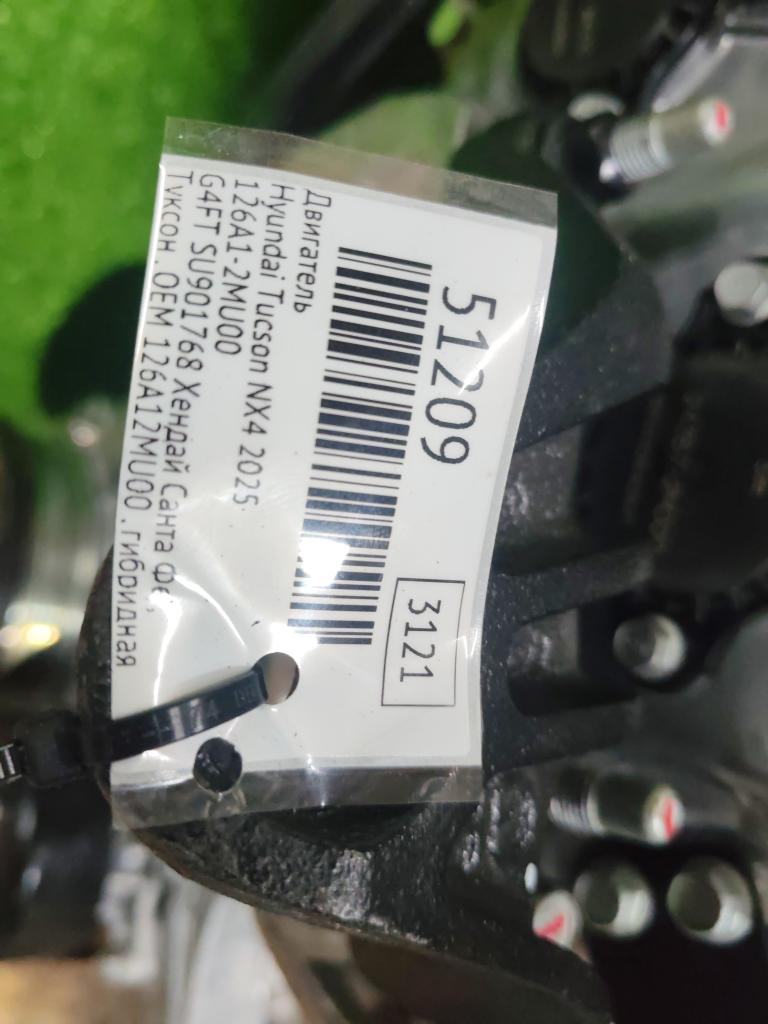 51209
3121
Двигатель
Hyundai Tucson NX4 2025
126A1-2MU00
G4FT SU901768 Хендай Санта фе,
Туксон . OEM 126A12MU00 . гибридная